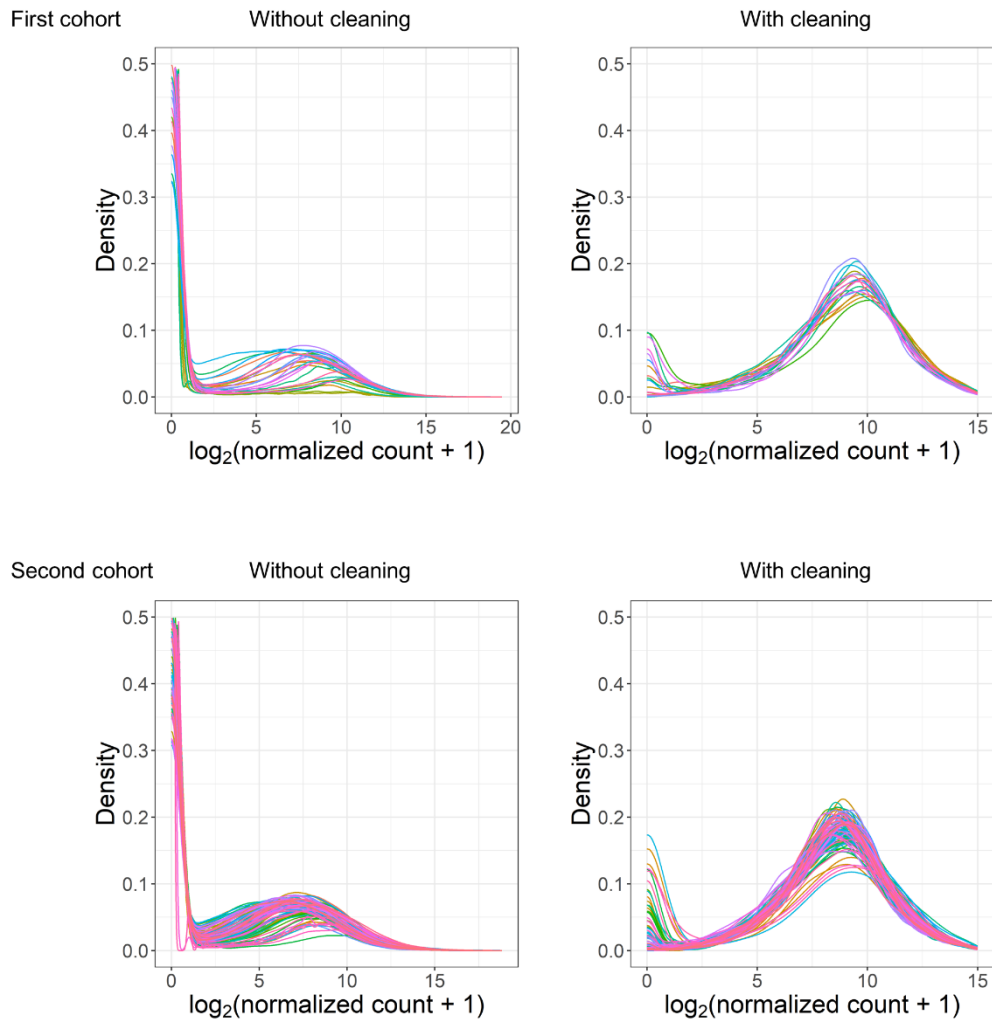 First cohort
Without cleaning
With cleaning
0.5
0.4
0.3
0.2
0.1
0.0
Density
0 5 10 15 20
log₂(normalized count + 1)
0.5
0.4
0.3
0.2
0.1
0.0
Density
0 5 10 15
log₂(normalized count + 1)
Second cohort
Without cleaning
With cleaning
0.5
0.4
0.3
0.2
0.1
0.0
Density
0 5 10 15
log₂(normalized count + 1)
0.5
0.4
0.3
0.2
0.1
0.0
Density
0 5 10 15
log₂(normalized count + 1)